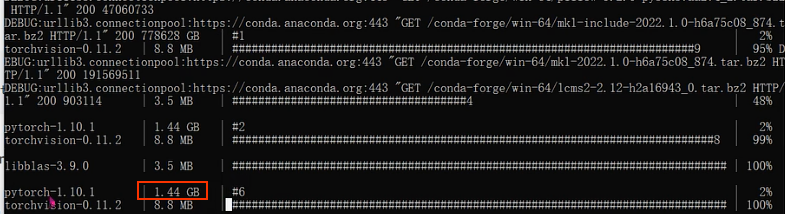 HTTP/1.1" 200 47060733
DEBUG:urllib3.connectionpool:https://conda.anaconda.org:443 "GET /conda-forge/win-64/mkl-include-2022.1.0-h6a75c08_874.t
ar.bz2 HTTP/1.1" 200 778628 GB | #1 | 2%
torchvision-0.11.2 | 8.8 MB | ######################################################################9 | 95% D
EBUG:urllib3.connectionpool:https://conda.anaconda.org:443 "GET /conda-forge/win-64/mkl-2022.1.0-h6a75c08_874.tar.bz2 HT
TP/1.1" 200 191569511
DEBUG:urllib3.connectionpool:https://conda.anaconda.org:443 "GET /conda-forge/win-64/lcms2-2.12-h2a16943_0.tar.bz2 HTTP/
1.1" 200 903114 | 3.5 MB | ###################################4 | 48%
pytorch-1.10.1 | 1.44 GB | #2 | 2%
torchvision-0.11.2 | 8.8 MB | #########################################################################8 | 99%
libblas-3.9.0 | 3.5 MB | ########################################################################## | 100%
pytorch-1.10.1 | 1.44 GB | #6 | 2%
torchvision-0.11.2 | 8.8 MB | ########################################################################## | 100%